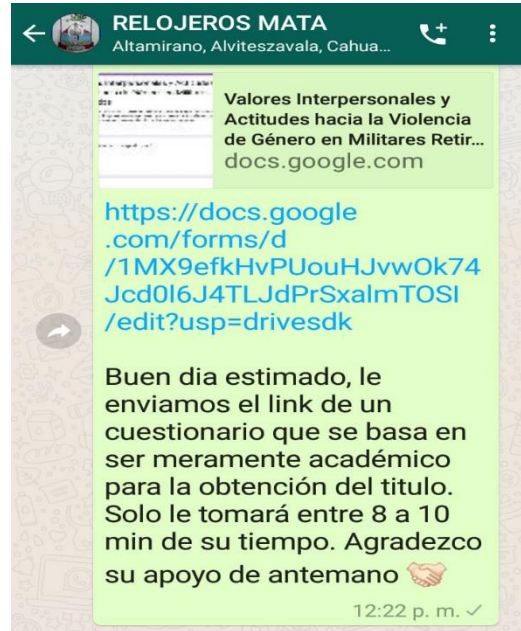 RELOJEROS MATA
Altamirano, Alviteszavala, Cahua...
Valores Interpersonales y
Actitudes hacia la Violencia
de Género en Militares Retir...
docs.google.com
https://docs.google
.com/forms/d
/1MX9efkHvPUouHJvwOk74
Jcd0l6J4TLJdPrSxalmTOSI
/edit?usp=drivesdk
Buen dia estimado, le
enviamos el link de un
cuestionario que se basa en
ser meramente académico
para la obtención del titulo.
Solo le tomará entre 8 a 10
min de su tiempo. Agradezco
su apoyo de antemano 🤝
12:22 p. m.